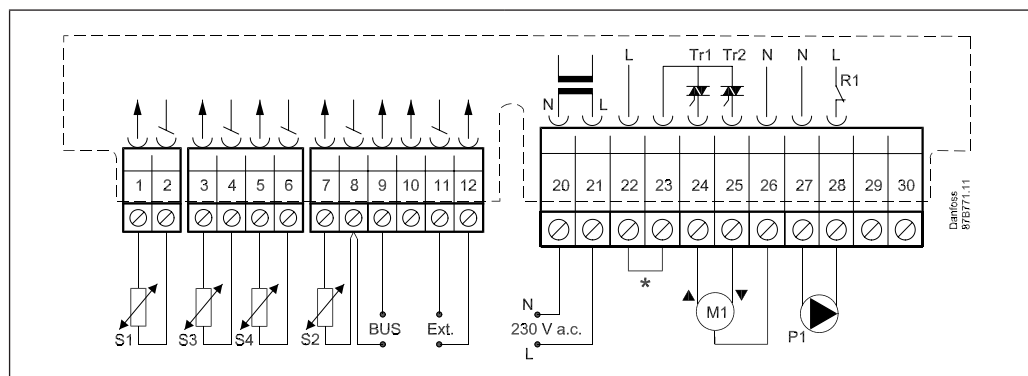 L Tr1 Tr2 N N L
R1
N L
1 2 3 4 5 6 7 8 9 10 11 12
20 21 22 23 24 25 26 27 28 29 30
Danfoss
87B771.11
*
N
S1 S3 S4 S2 BUS Ext. 230 V a.c. M1 P1
L